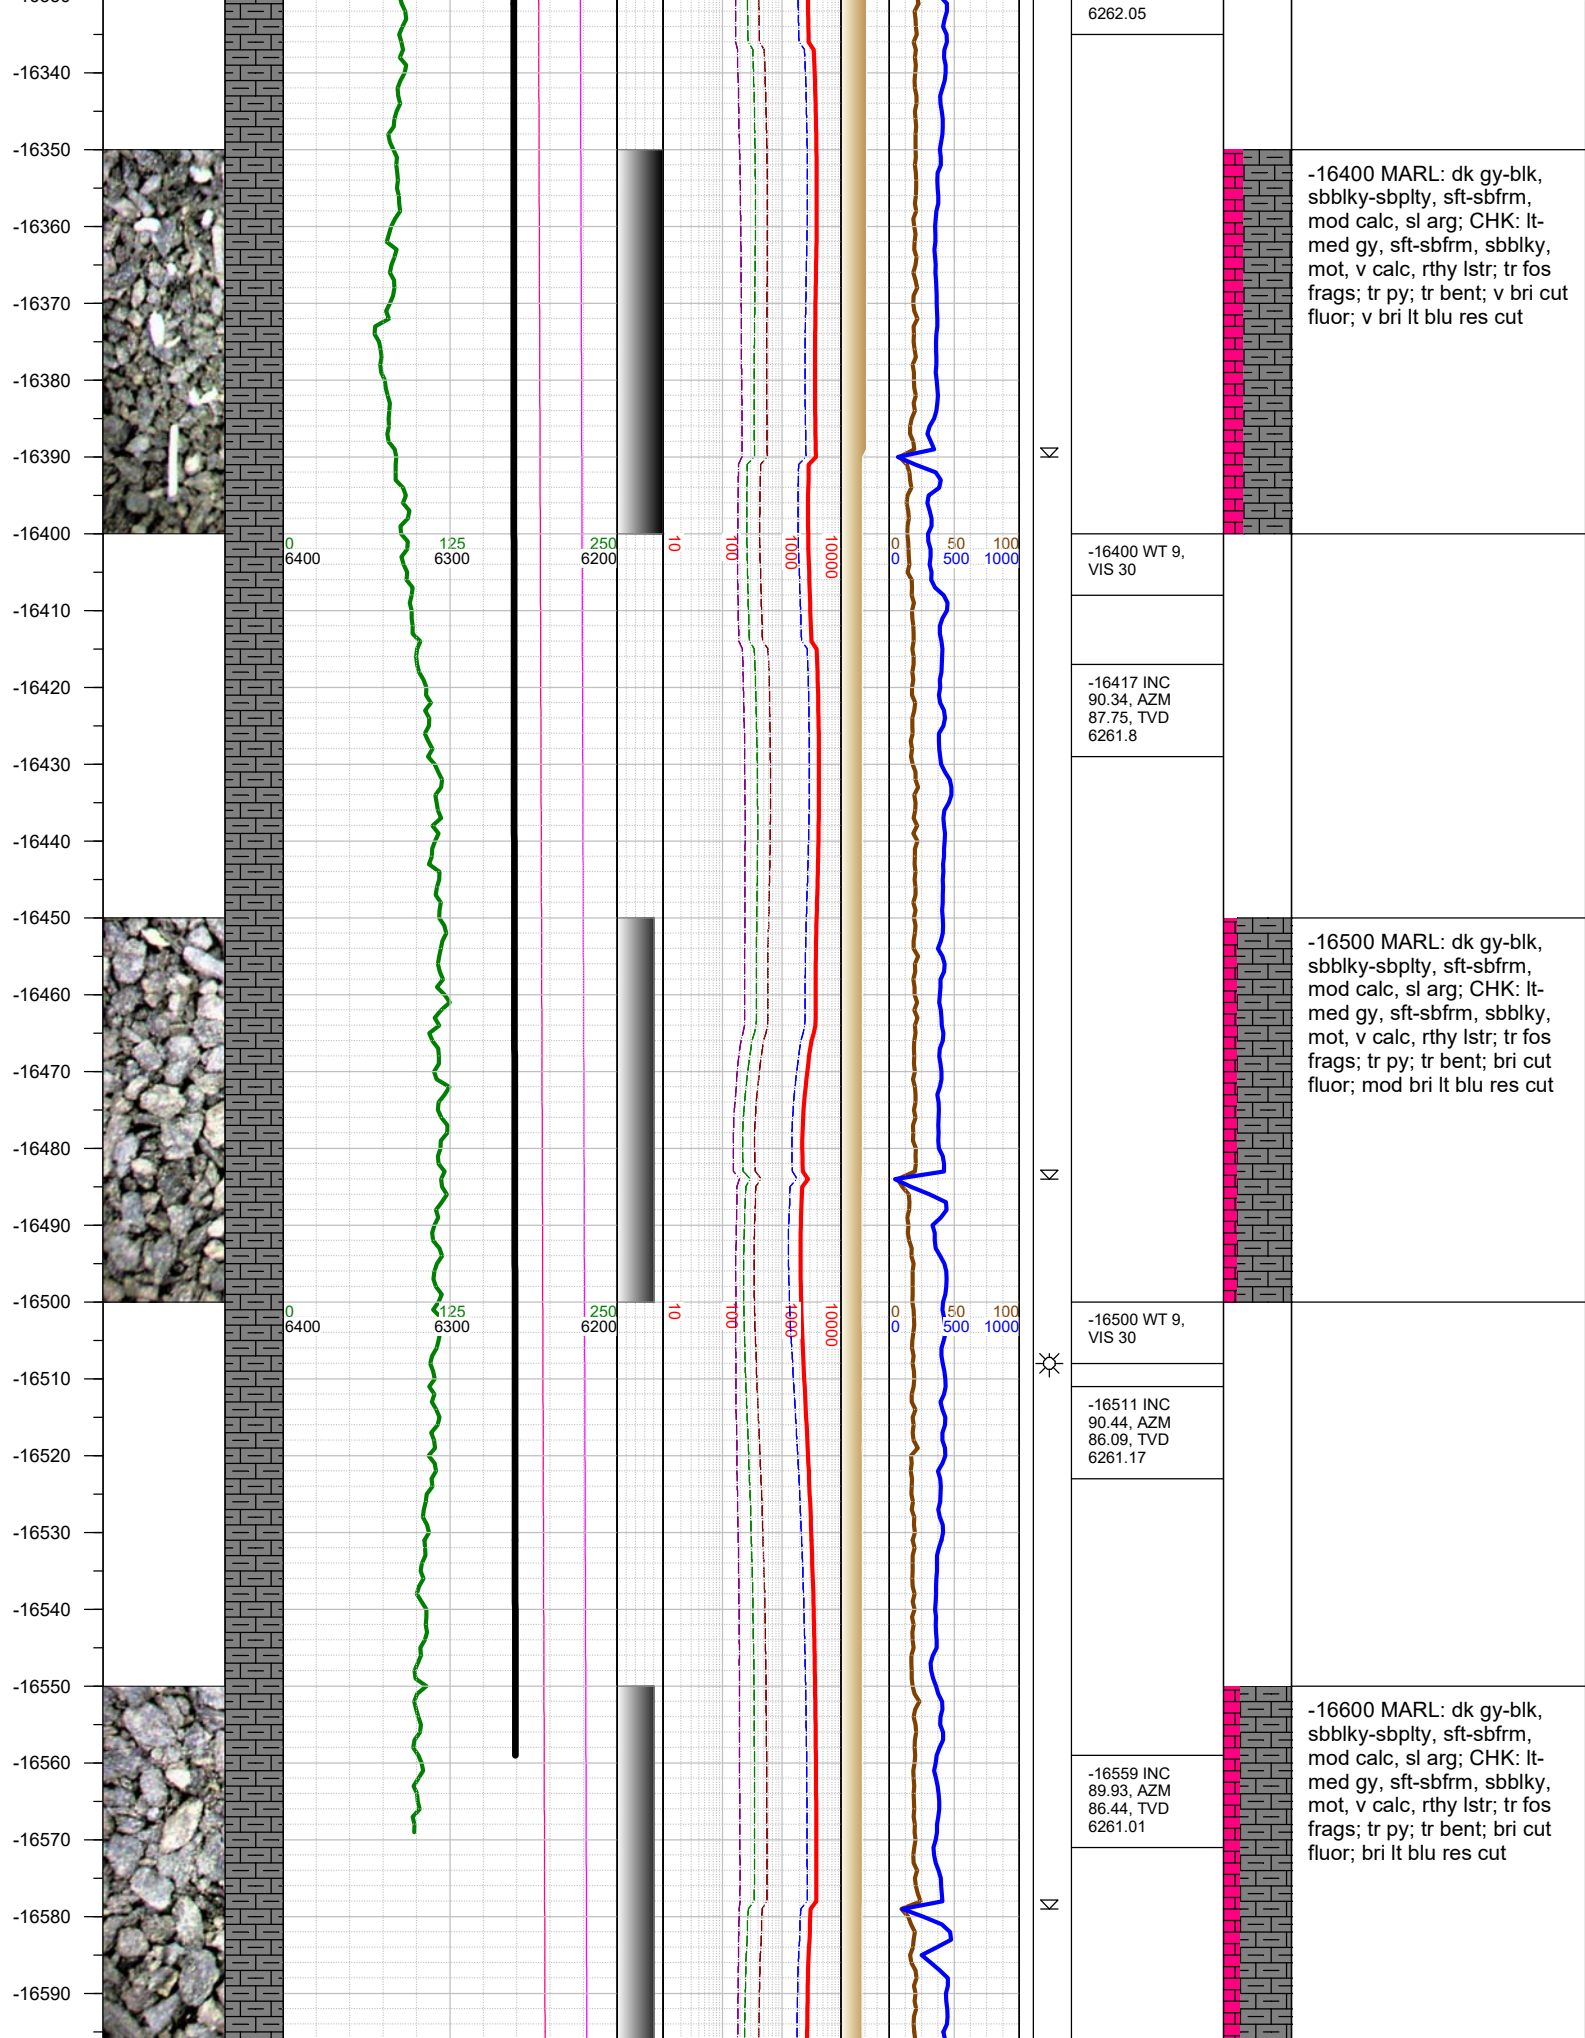 6262.05
-16340
-16350
-16360
-16370
-16380
-16390
-16400
-16410
-16420
-16430
-16440
-16450
-16460
-16470
-16480
-16490
-16500
-16510
-16520
-16530
-16540
-16550
-16560
-16570
-16580
-16590
0 125 250
6400 6300 6200
10 100 1000 10000
0 50 100
0 500 1000
0 125 250
6400 6300 6200
10 100 1000 10000
0 50 100
0 500 1000
-16400 WT 9,
VIS 30
-16417 INC
90.34, AZM
87.75, TVD
6261.8
-16500 WT 9,
VIS 30
-16511 INC
90.44, AZM
86.09, TVD
6261.17
-16559 INC
89.93, AZM
86.44, TVD
6261.01
-16400 MARL: dk gy-blk,
sbblky-sbplty, sft-sbfrm,
mod calc, sl arg; CHK: lt-
med gy, sft-sbfrm, sbblky,
mot, v calc, rthy lstr; tr fos
frags; tr py; tr bent; v bri cut
fluor; v bri lt blu res cut
-16500 MARL: dk gy-blk,
sbblky-sbplty, sft-sbfrm,
mod calc, sl arg; CHK: lt-
med gy, sft-sbfrm, sbblky,
mot, v calc, rthy lstr; tr fos
frags; tr py; tr bent; bri cut
fluor; mod bri lt blu res cut
-16600 MARL: dk gy-blk,
sbblky-sbplty, sft-sbfrm,
mod calc, sl arg; CHK: lt-
med gy, sft-sbfrm, sbblky,
mot, v calc, rthy lstr; tr fos
frags; tr py; tr bent; bri cut
fluor; bri lt blu res cut